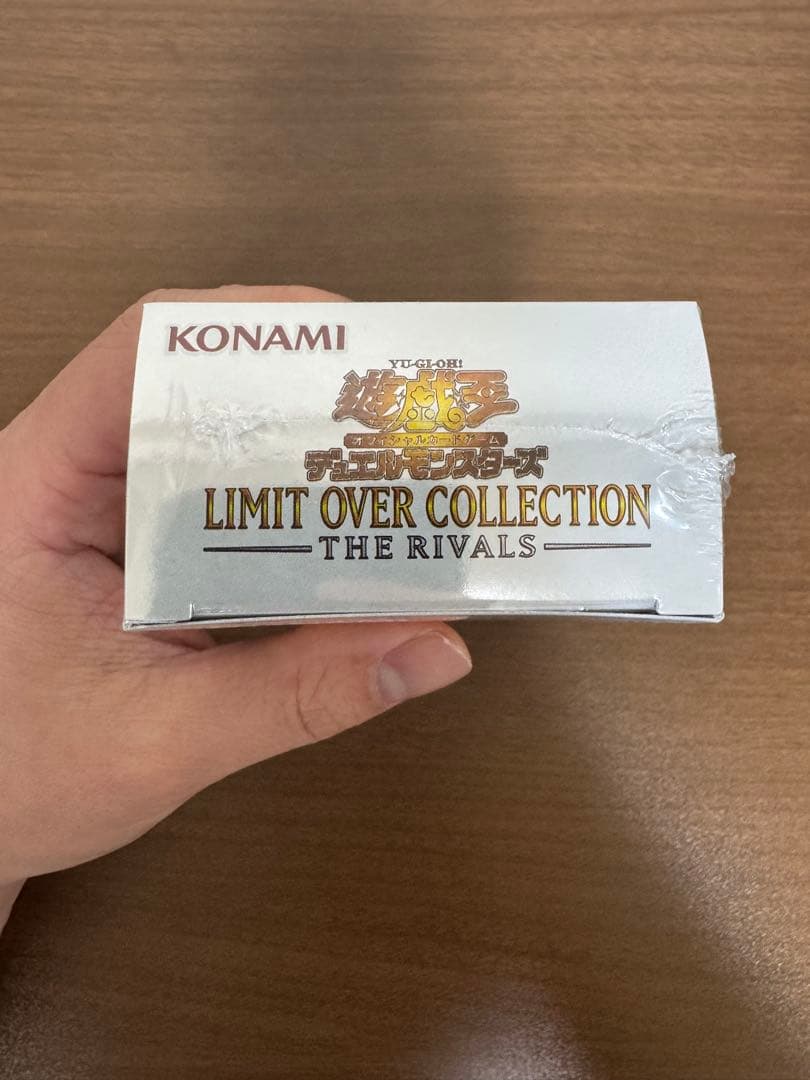 KONAMI
YU-GI-OH!
遊戯王
オフィシャルカードゲーム
デュエルモンスターズ
LIMIT OVER COLLECTION
THE RIVALS